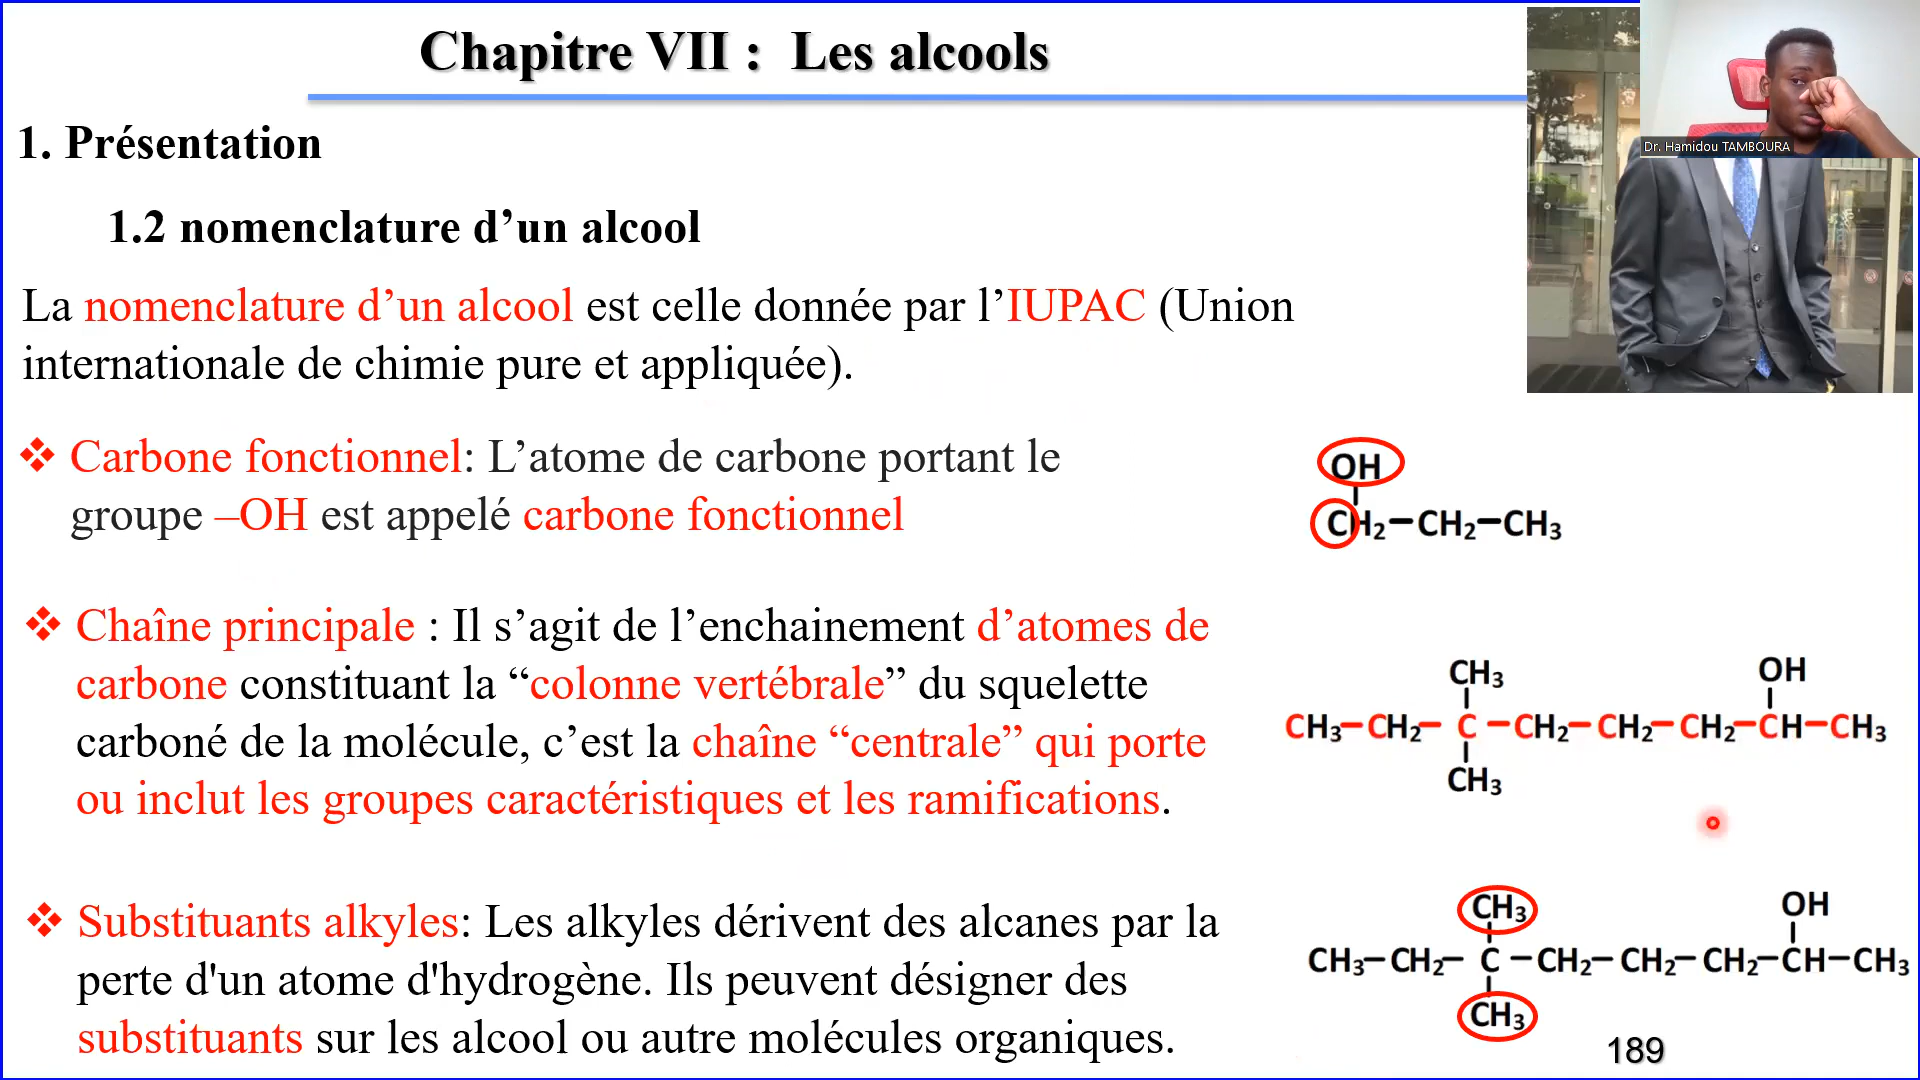 Chapitre VII :  Les alcools
Dr. Hamidou TAMBOURA
1. Présentation
1.2 nomenclature d’un alcool
La nomenclature d’un alcool est celle donnée par l’IUPAC (Union
internationale de chimie pure et appliquée).
❖ Carbone fonctionnel: L’atome de carbone portant le
groupe –OH est appelé carbone fonctionnel
OH
CH₂–CH₂–CH₃
❖ Chaîne principale : Il s’agit de l’enchainement d’atomes de
carbone constituant la “colonne vertébrale” du squelette
carboné de la molécule, c’est la chaîne “centrale” qui porte
ou inclut les groupes caractéristiques et les ramifications.
CH₃ OH
CH₃–CH₂–C–CH₂–CH₂–CH₂–CH–CH₃
CH₃
❖ Substituants alkyles: Les alkyles dérivent des alcanes par la
perte d'un atome d'hydrogène. Ils peuvent désigner des
substituants sur les alcool ou autre molécules organiques.
CH₃ OH
CH₃–CH₂–C–CH₂–CH₂–CH₂–CH–CH₃
CH₃
189